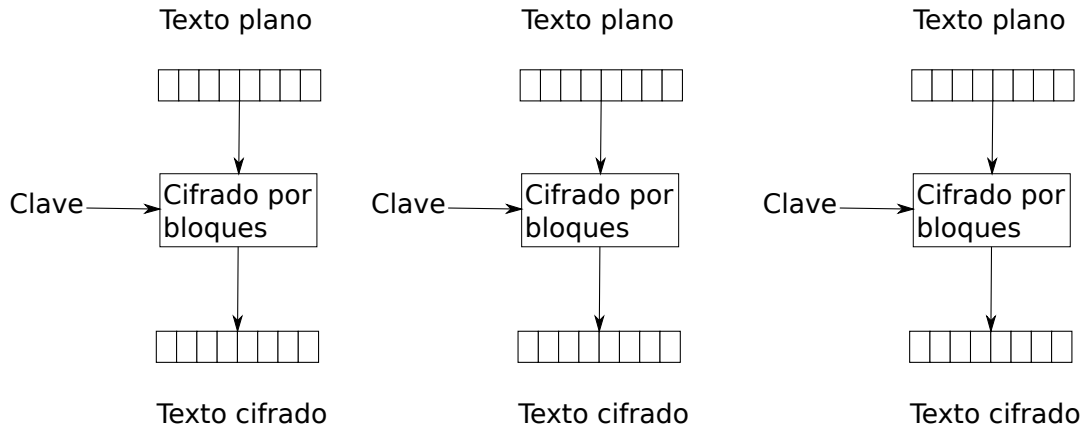 Texto plano
Texto plano
Texto plano
Clave
Cifrado por
bloques
Clave
Cifrado por
bloques
Clave
Cifrado por
bloques
Texto cifrado
Texto cifrado
Texto cifrado